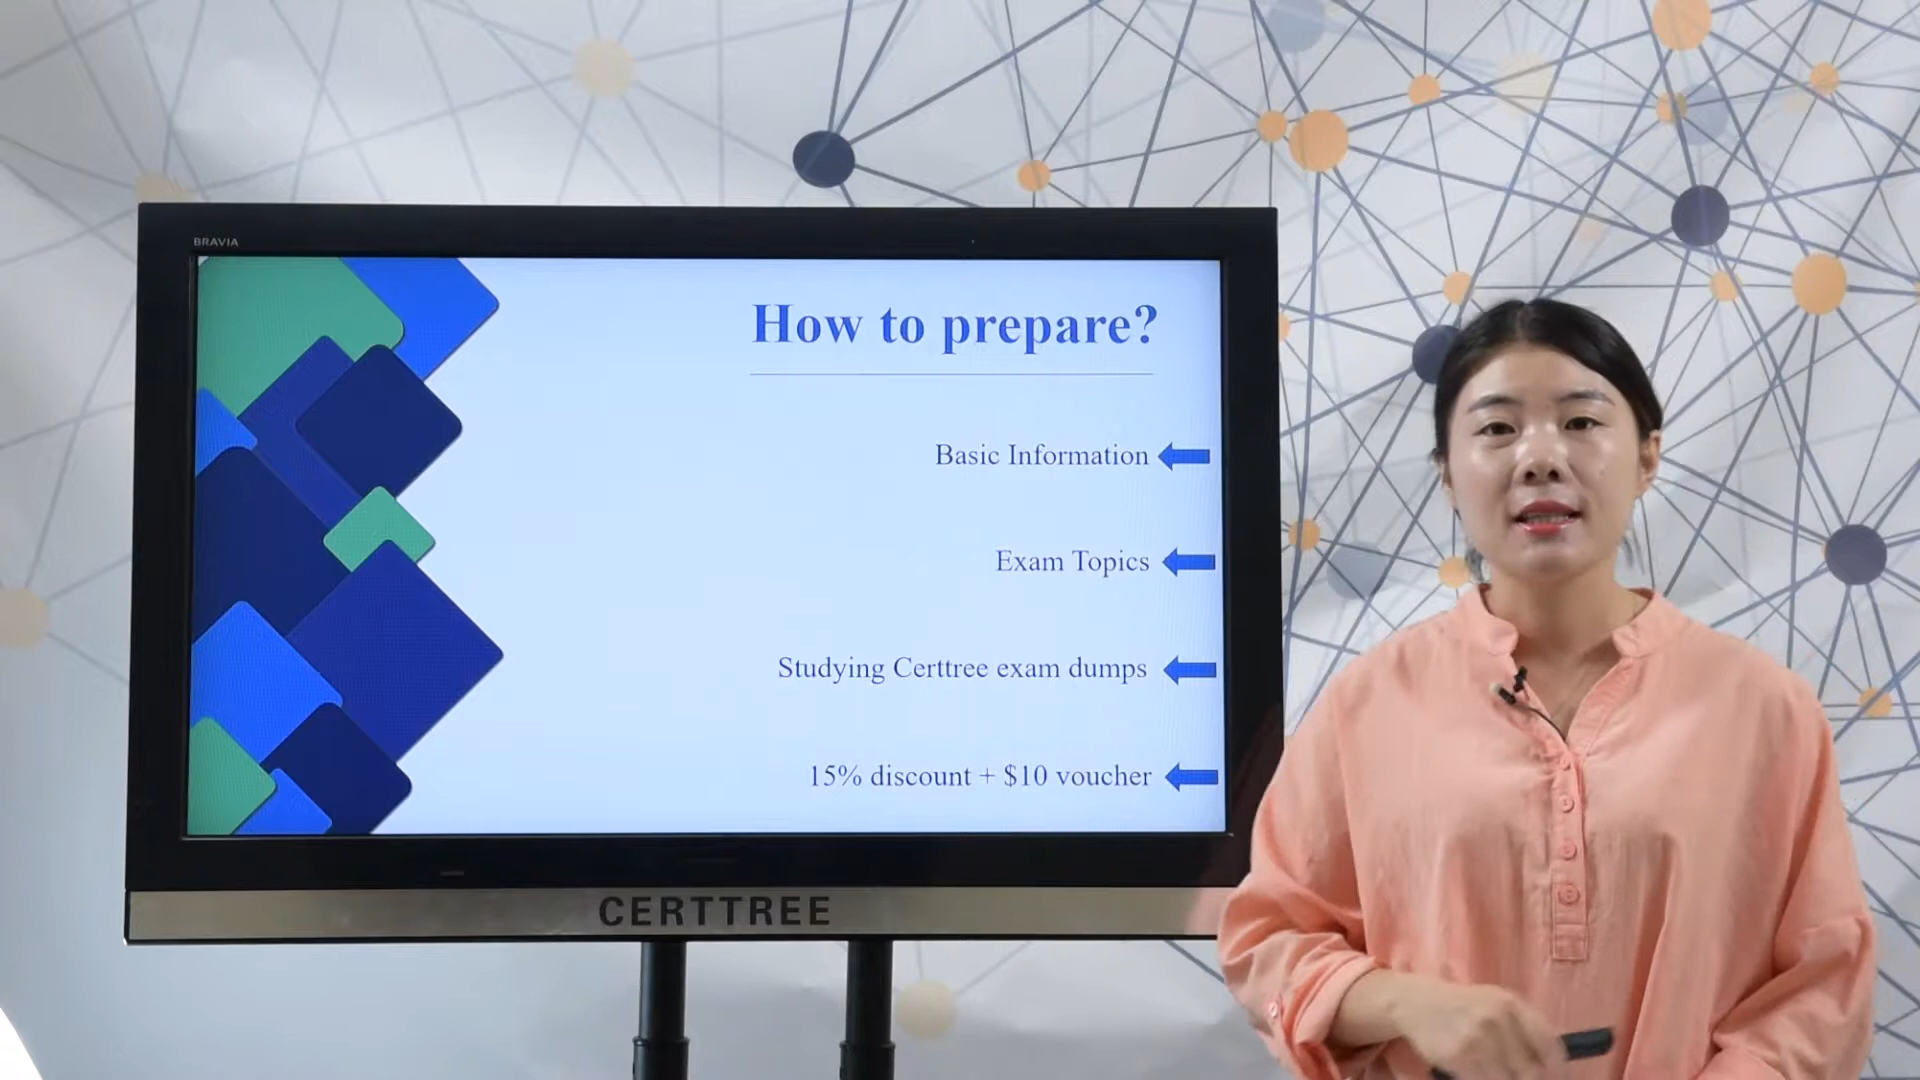 BRAVIA
How to prepare?
Basic Information
Exam Topics
Studying Certtree exam dumps
15% discount + $10 voucher
CERTTREE